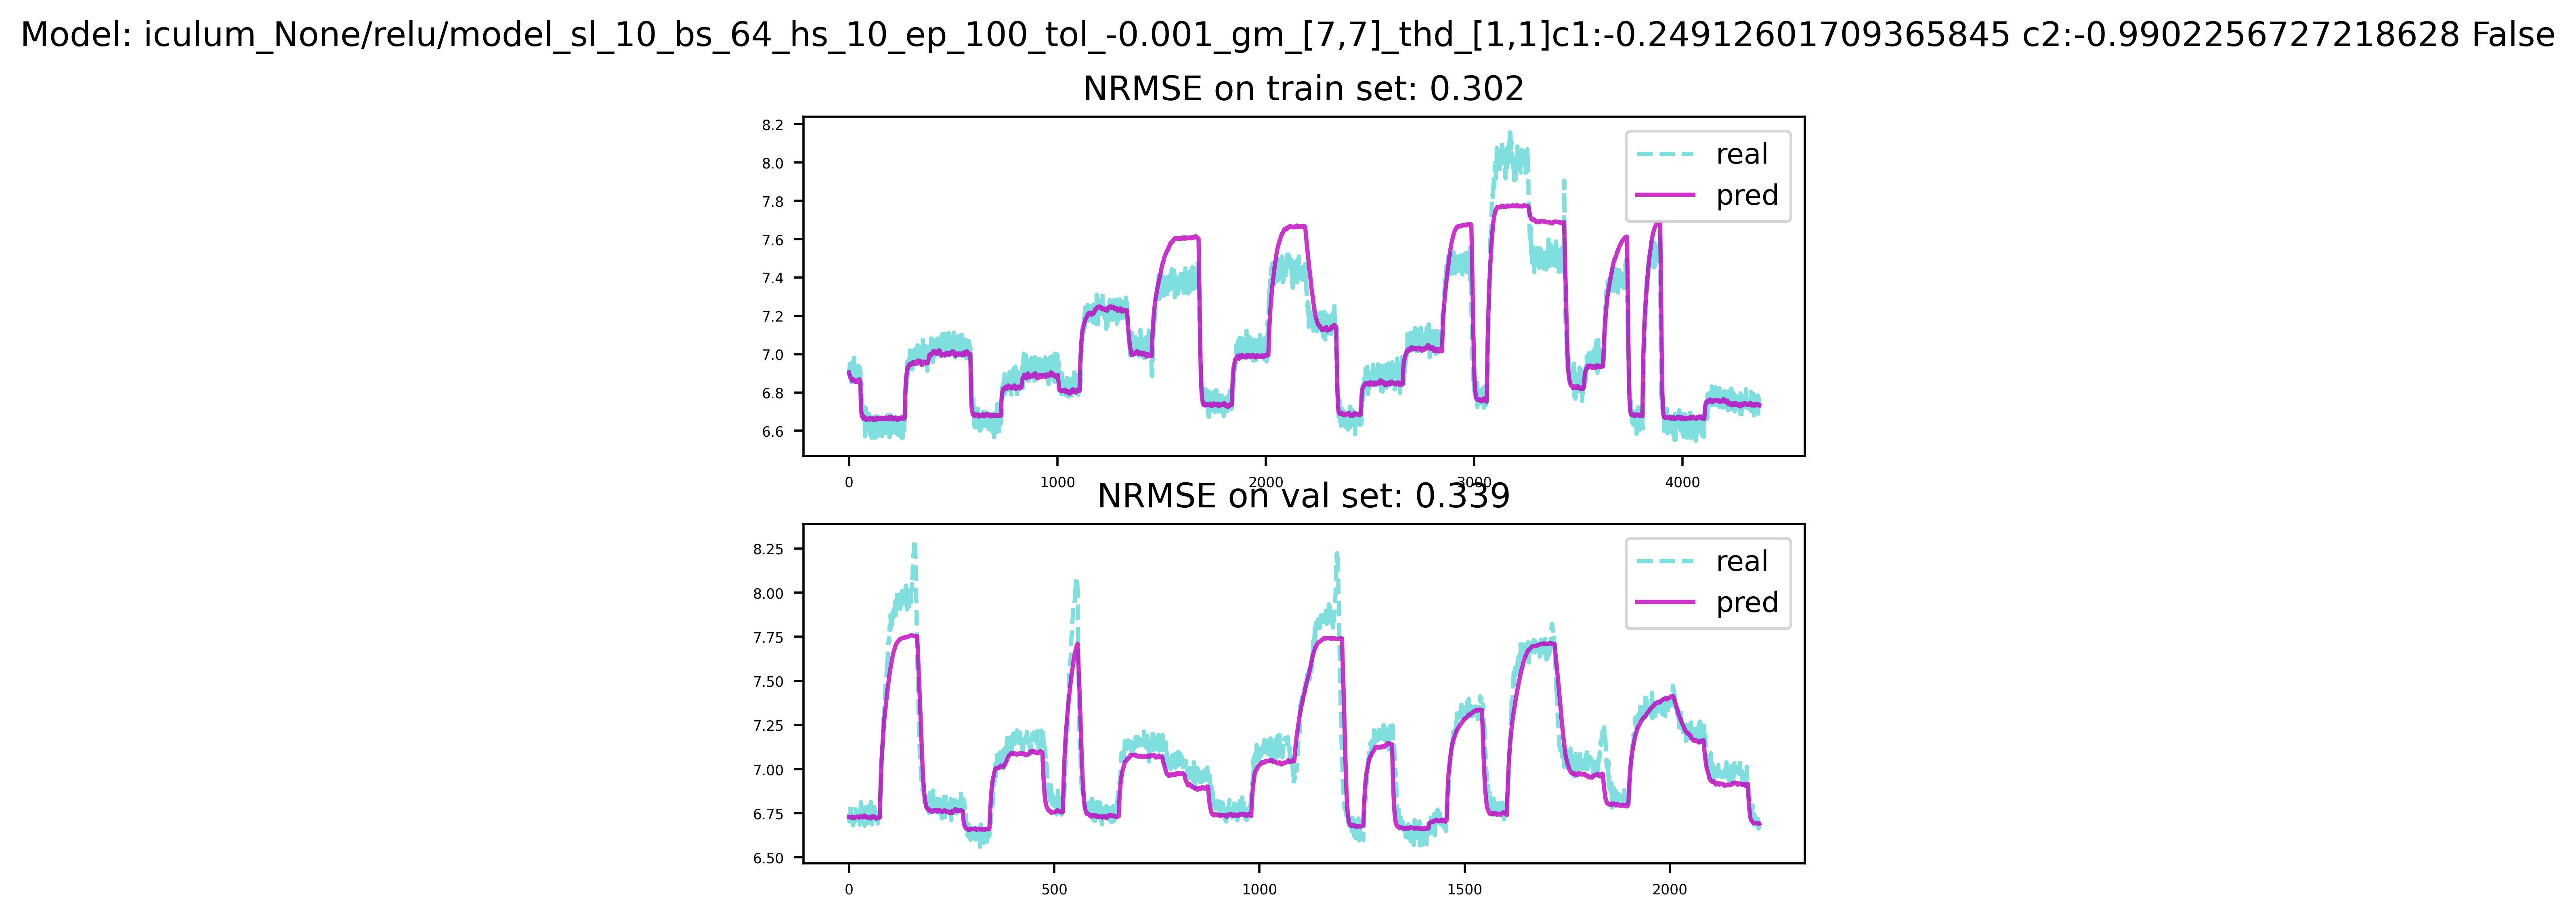 Model: iculum_None/relu/model_sl_10_bs_64_hs_10_ep_100_tol_-0.001_gm_[7,7]_thd_[1,1]c1:-0.24912601709365845 c2:-0.9902256727218628 False
NRMSE on train set: 0.302
8.2
8.0
7.8
7.6
7.4
7.2
7.0
6.8
6.6
real
pred
0 1000 2000 3000 4000
NRMSE on val set: 0.339
8.25
8.00
7.75
7.50
7.25
7.00
6.75
6.50
real
pred
0 500 1000 1500 2000